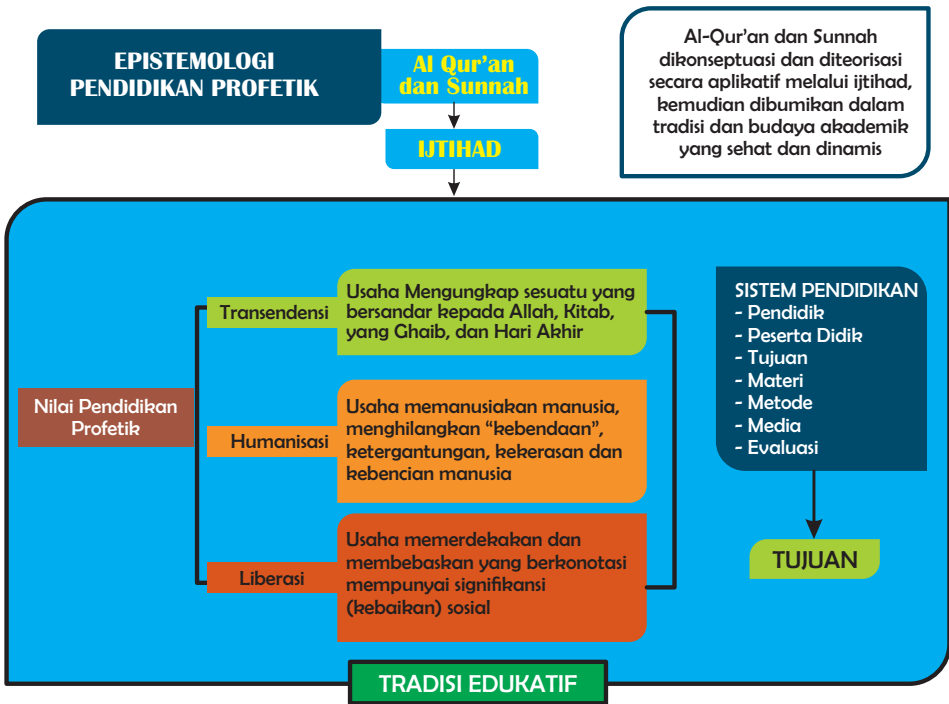 EPISTEMOLOGI
PENDIDIKAN PROFETIK
Al Qur'an
dan Sunnah
IJTIHAD
Al-Qur'an dan Sunnah
dikonseptuasi dan diteorisasi
secara aplikatif melalui ijtihad,
kemudian dibumikan dalam
tradisi dan budaya akademik
yang sehat dan dinamis
Nilai Pendidikan
Profetik
Transendensi
Usaha Mengungkap sesuatu yang
bersandar kepada Allah, Kitab,
yang Ghaib, dan Hari Akhir
Humanisasi
Usaha memanusiakan manusia,
menghilangkan “kebendaan”,
ketergantungan, kekerasan dan
kebencian manusia
Liberasi
Usaha memerdekakan dan
membebaskan yang berkonotasi
mempunyai signifikansi
(kebaikan) sosial
SISTEM PENDIDIKAN
- Pendidik
- Peserta Didik
- Tujuan
- Materi
- Metode
- Media
- Evaluasi
TUJUAN
TRADISI EDUKATIF